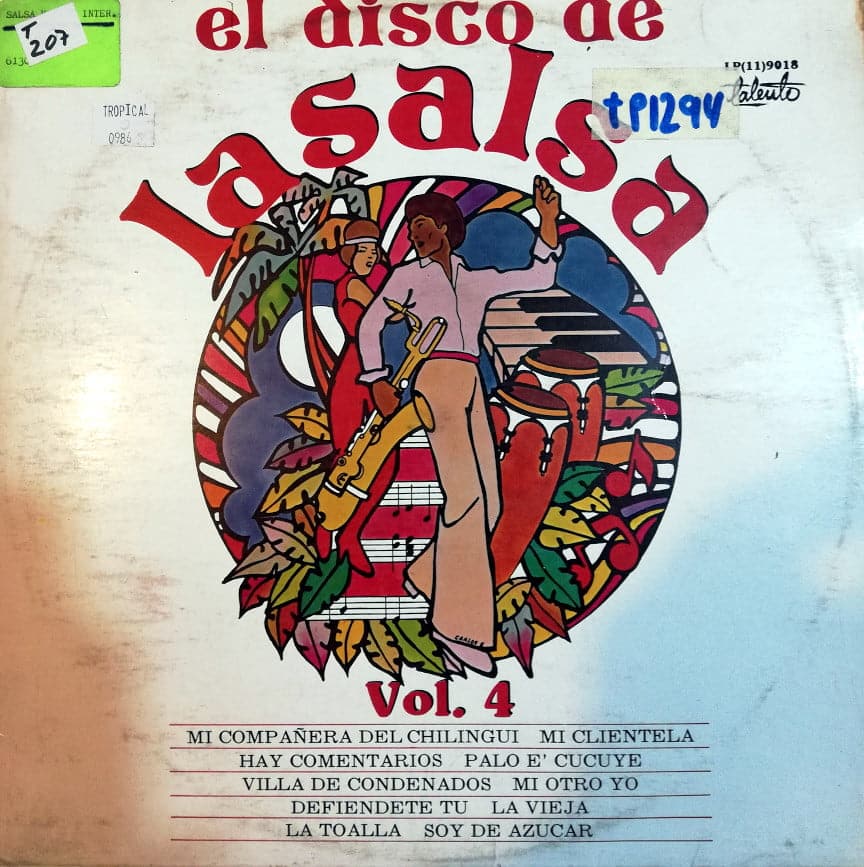 SALSA INTER.
T
207
613
el disco de
la salsa
LP(11)9018
talento
tP1294
TROPICAL
0986
CARLOS
Vol. 4
MI COMPAÑERA DEL CHILINGUI MI CLIENTELA
HAY COMENTARIOS PALO E' CUCUYE
VILLA DE CONDENADOS MI OTRO YO
DEFIENDETE TU LA VIEJA
LA TOALLA SOY DE AZUCAR